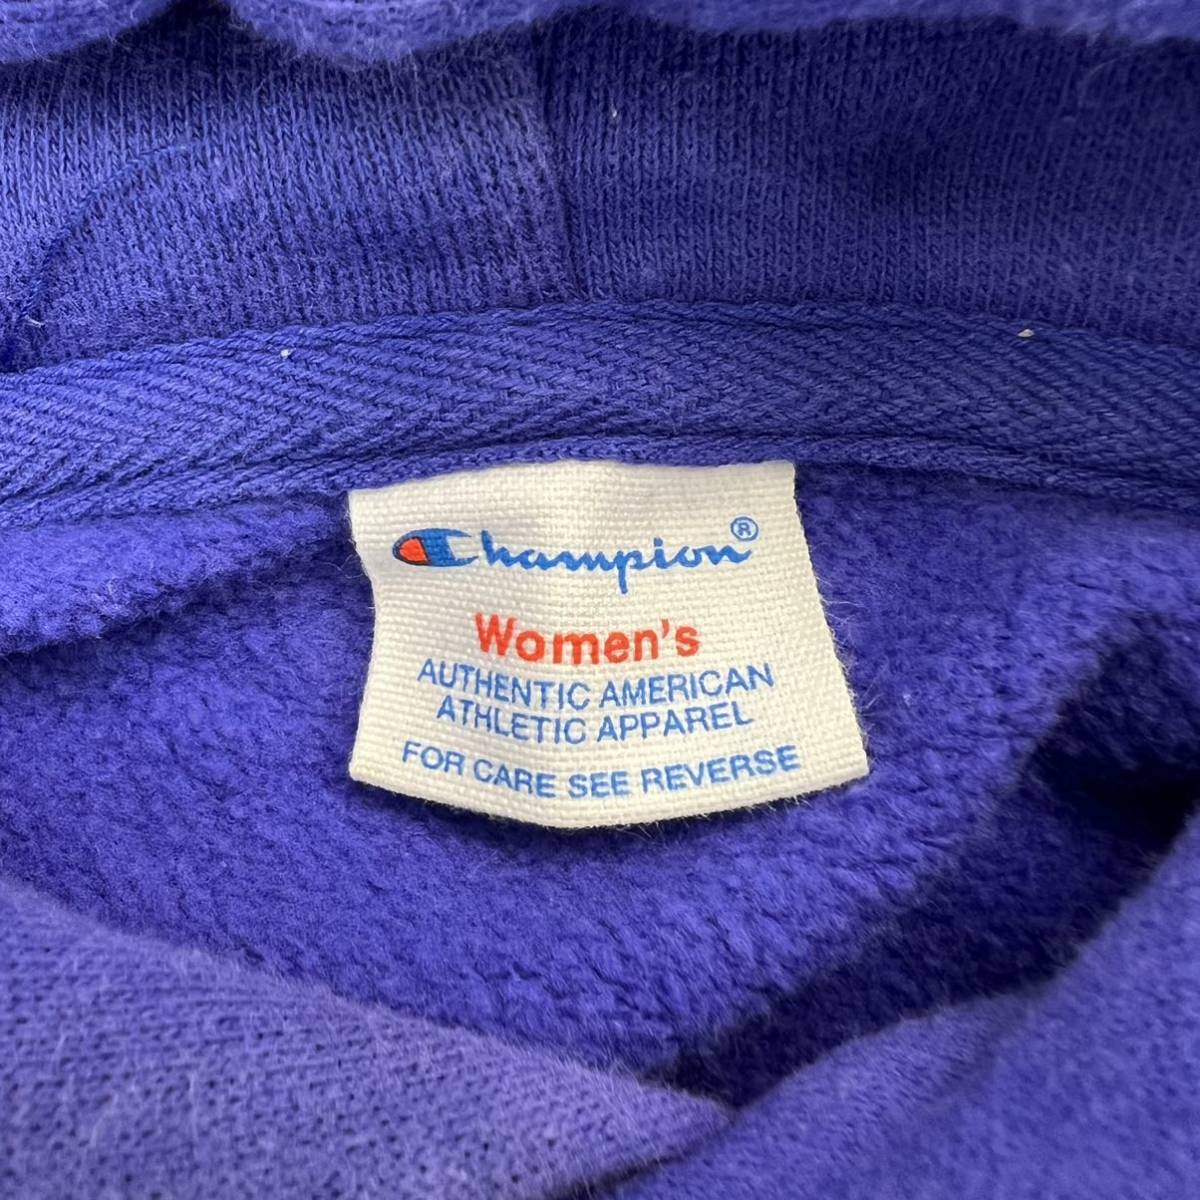 Champion®
Women's
AUTHENTIC AMERICAN
ATHLETIC APPAREL
FOR CARE SEE REVERSE